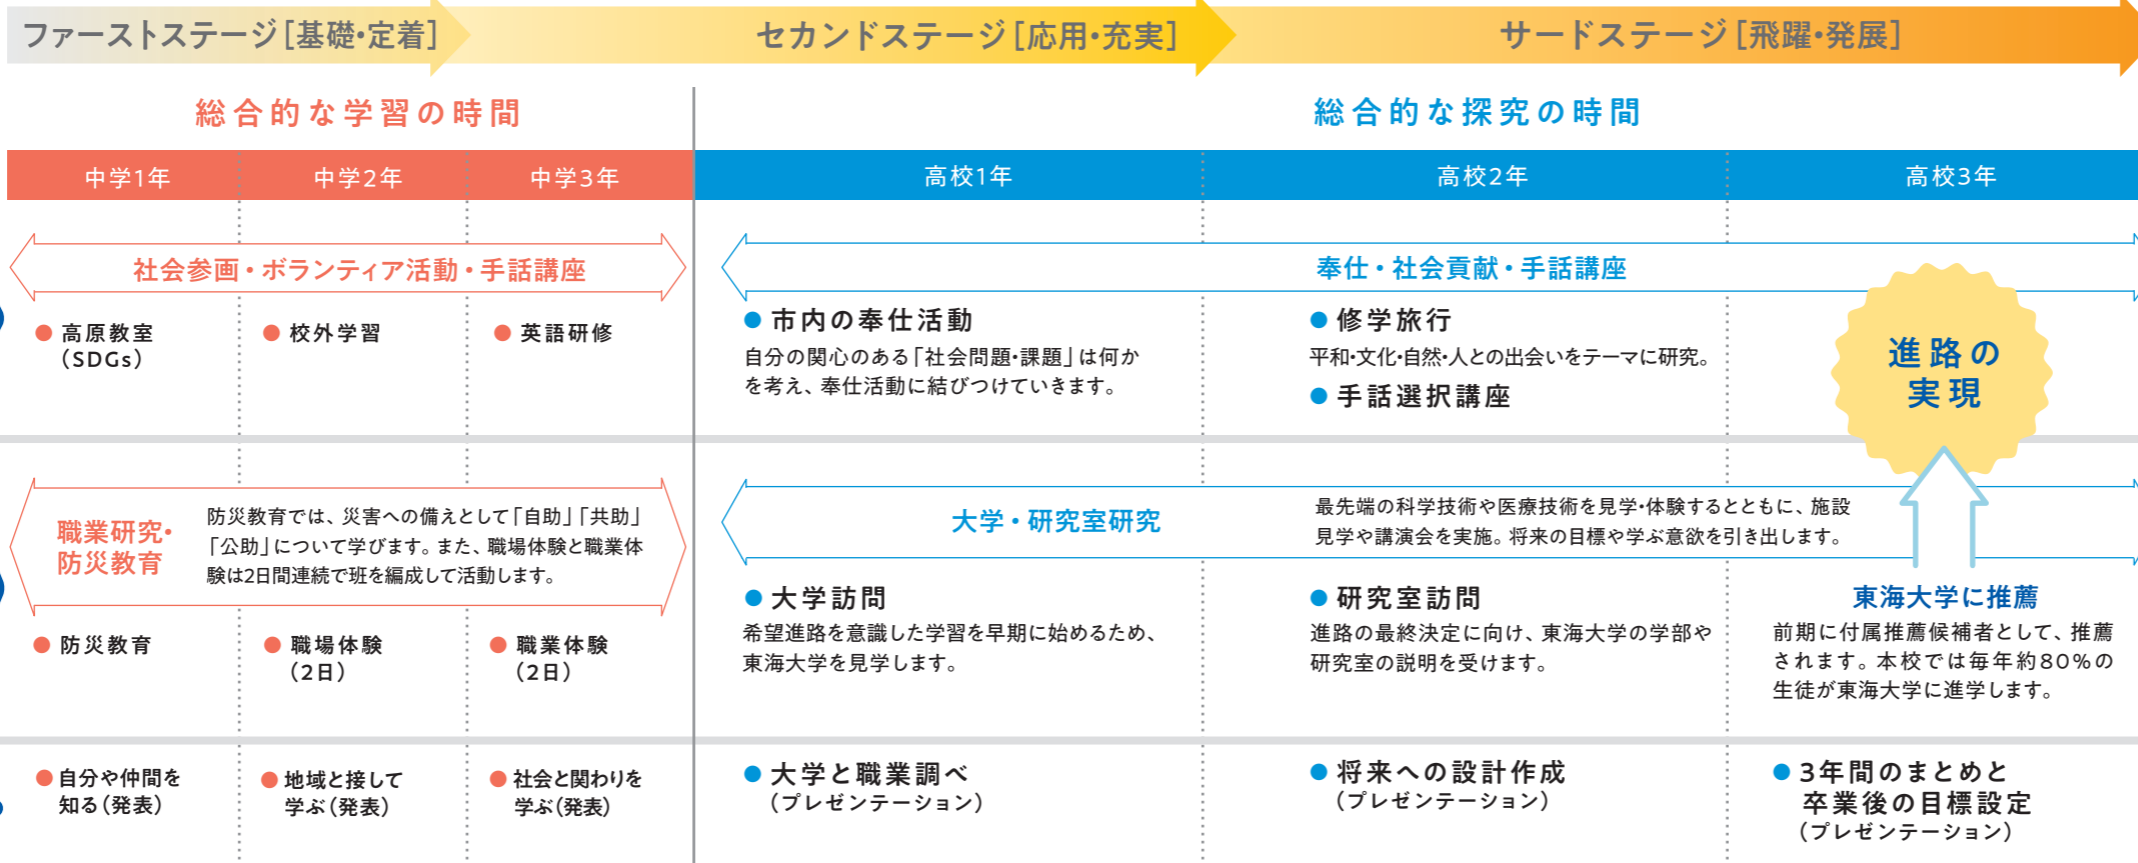 ファーストステージ[基礎・定着]
セカンドステージ[応用・充実]
サードステージ[飛躍・発展]
総合的な学習の時間
総合的な探究の時間
中学1年
中学2年
中学3年
高校1年
高校2年
高校3年
社会参画・ボランティア活動・手話講座
奉仕・社会貢献・手話講座
●高原教室
(SDGs)
●校外学習
●英語研修
●市内の奉仕活動
自分の関心のある「社会問題・課題」は何か
を考え、奉仕活動に結びつけていきます。
●修学旅行
平和・文化・自然・人との出会いをテーマに研究。
●手話選択講座
進路の
実現
職業研究・
防災教育
防災教育では、災害への備えとして「自助」「共助」
「公助」について学びます。また、職場体験と職業体
験は2日間連続で班を編成して活動します。
大学・研究室研究
最先端の科学技術や医療技術を見学・体験するとともに、施設
見学や講演会を実施。将来の目標や学ぶ意欲を引き出します。
●防災教育
●職場体験
(2日)
●職業体験
(2日)
●大学訪問
希望進路を意識した学習を早期に始めるため、
東海大学を見学します。
●研究室訪問
進路の最終決定に向け、東海大学の学部や
研究室の説明を受けます。
東海大学に推薦
前期に付属推薦候補者として、推薦
されます。本校では毎年約80%の
生徒が東海大学に進学します。
●自分や仲間を
知る(発表)
●地域と接して
学ぶ(発表)
●社会と関わりを
学ぶ(発表)
●大学と職業調べ
(プレゼンテーション)
●将来への設計作成
(プレゼンテーション)
●3年間のまとめと
卒業後の目標設定
(プレゼンテーション)